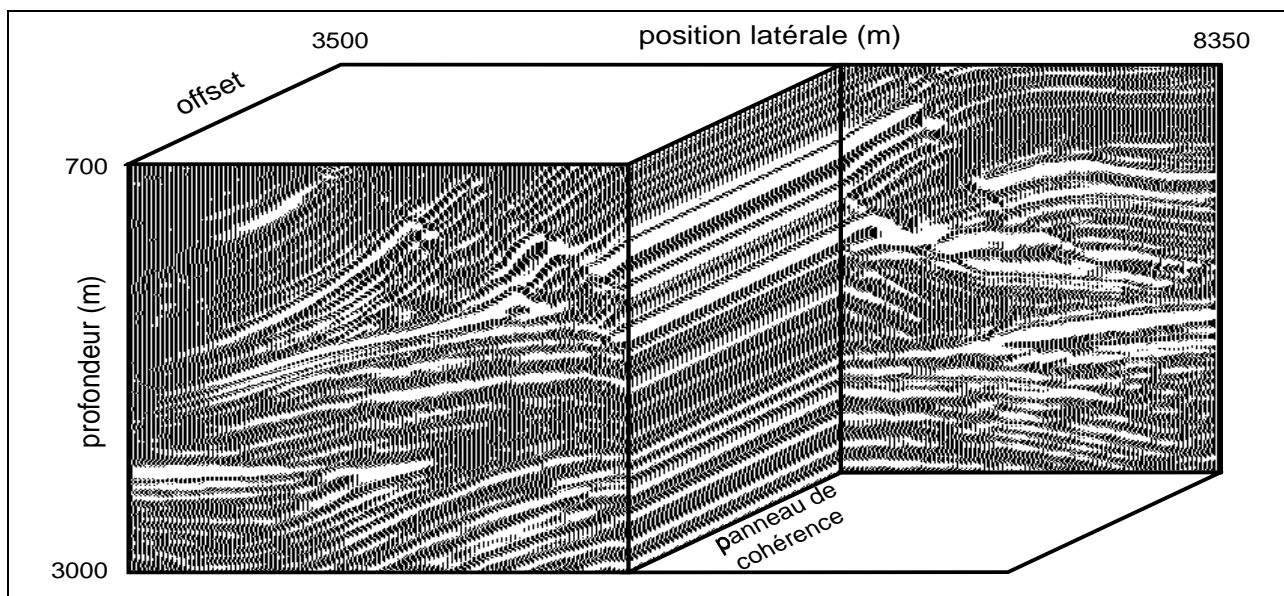 3500
position latérale (m)
8350
offset
700
profondeur (m)
3000
panneau de
cohérence